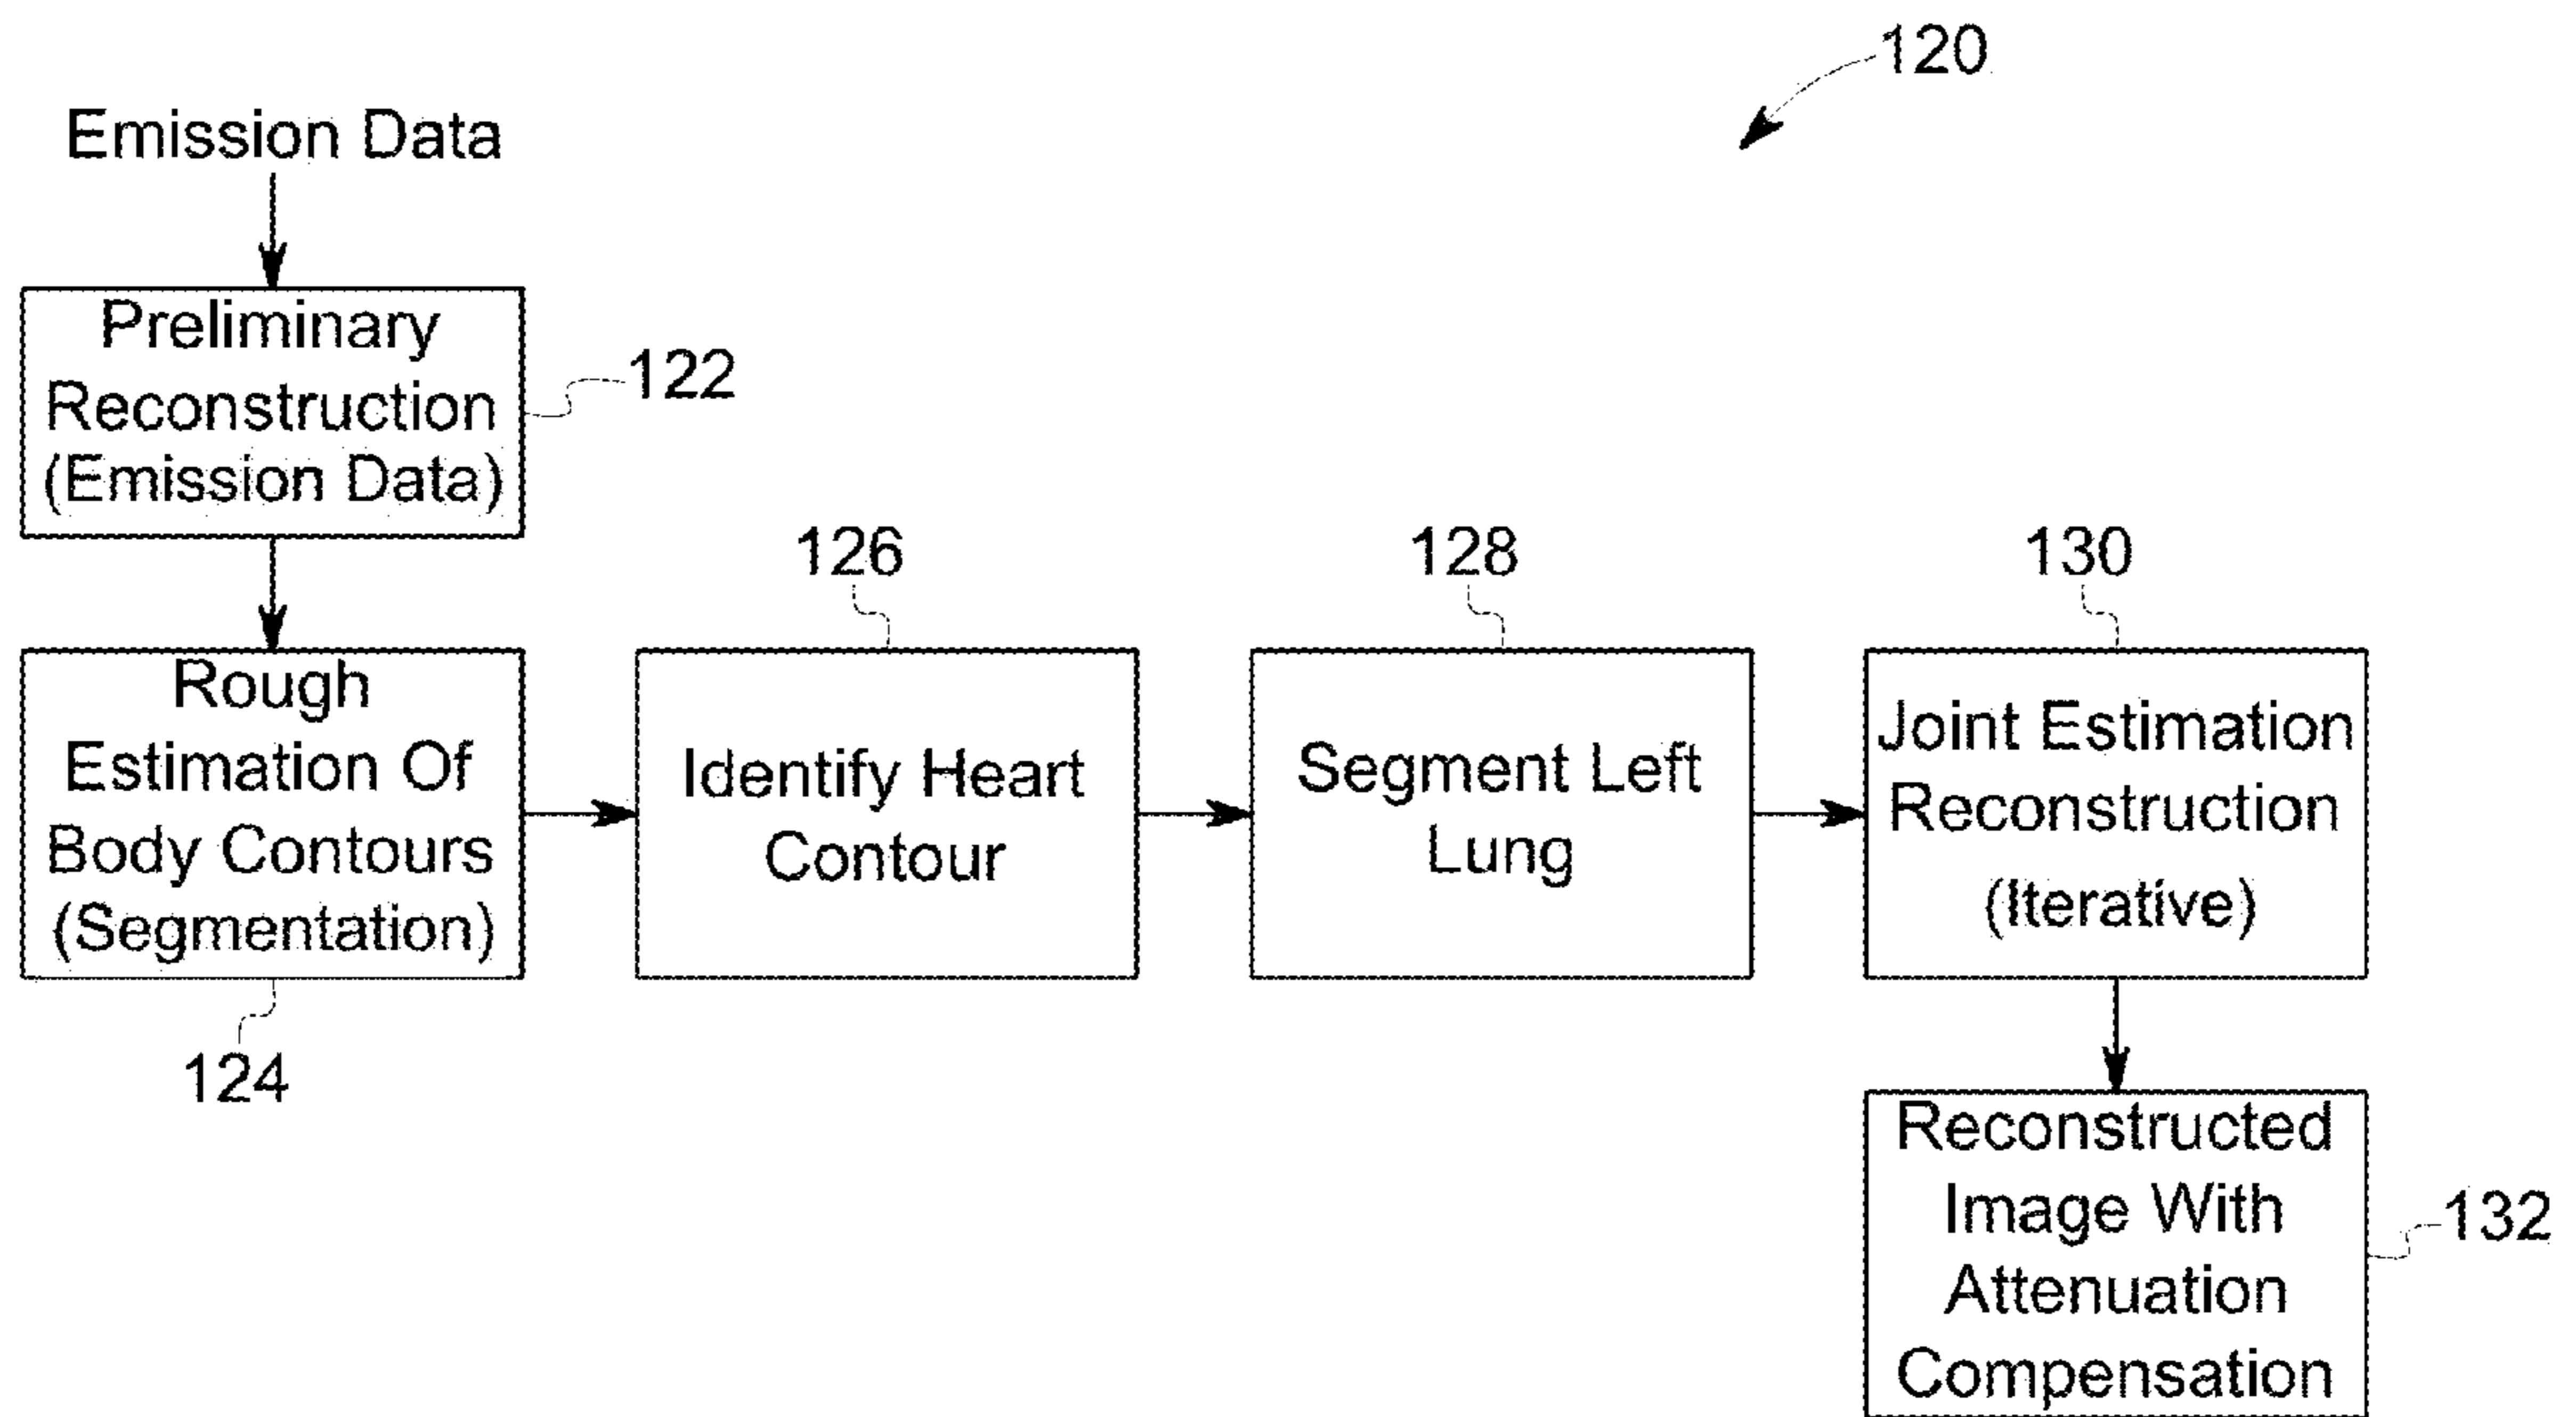 120
Emission Data
Preliminary
Reconstruction
(Emission Data)
122
Rough
Estimation Of
Body Contours
(Segmentation)
124
126
Identify Heart
Contour
128
Segment Left
Lung
130
Joint Estimation
Reconstruction
(Iterative)
Reconstructed
Image With
Attenuation
Compensation
132